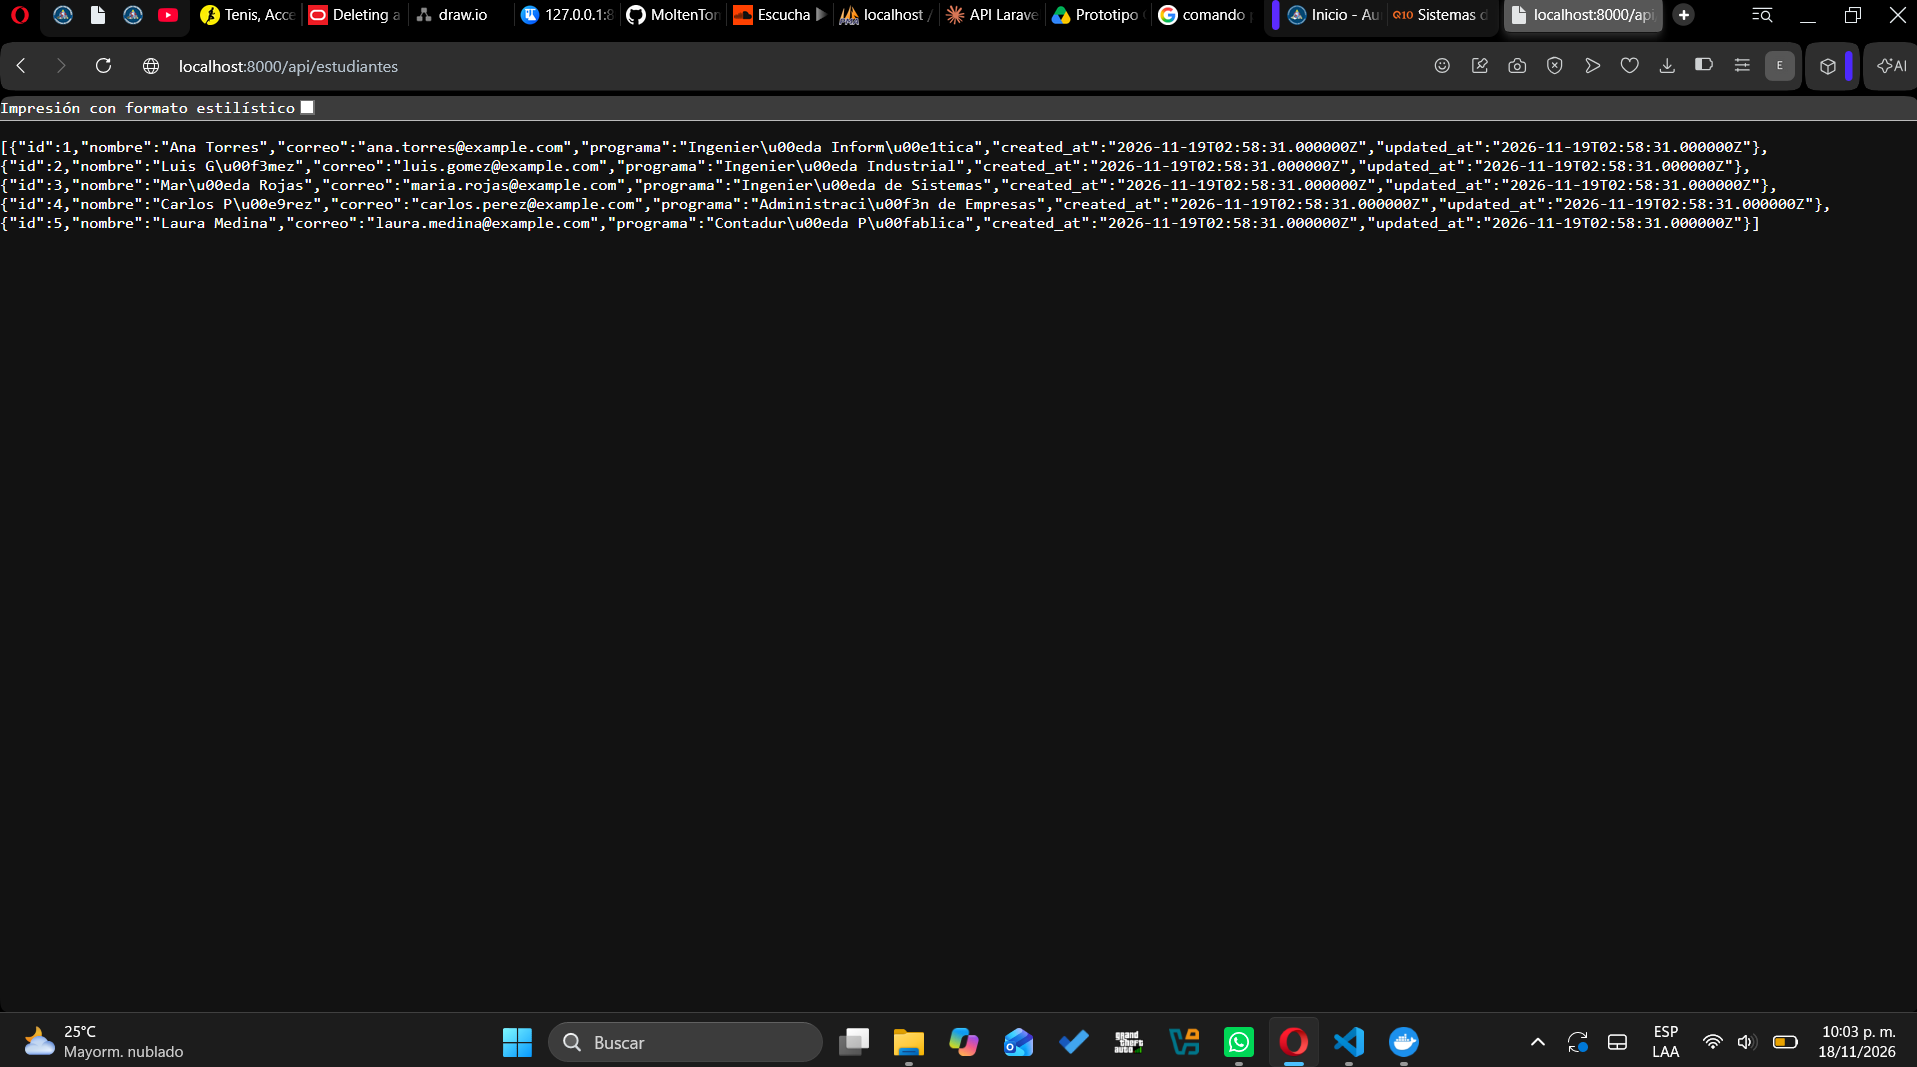 Tenis, Acce
Deleting a
draw.io
127.0.0.1:8
MoltenTon
Escucha
localhost /
API Larave
Prototipo
comando
Inicio - Au
Q10 Sistemas d
localhost:8000/api
localhost:8000/api/estudiantes
E
AI
Impresión con formato estilístico
[{"id":1,"nombre":"Ana Torres","correo":"ana.torres@example.com","programa":"Ingenier\u00eda Inform\u00e1tica","created_at":"2026-11-19T02:58:31.000000Z","updated_at":"2026-11-19T02:58:31.000000Z"},
{"id":2,"nombre":"Luis G\u00f3mez","correo":"luis.gomez@example.com","programa":"Ingenier\u00eda Industrial","created_at":"2026-11-19T02:58:31.000000Z","updated_at":"2026-11-19T02:58:31.000000Z"},
{"id":3,"nombre":"Mar\u00eda Rojas","correo":"maria.rojas@example.com","programa":"Ingenier\u00eda de Sistemas","created_at":"2026-11-19T02:58:31.000000Z","updated_at":"2026-11-19T02:58:31.000000Z"},
{"id":4,"nombre":"Carlos P\u00e9rez","correo":"carlos.perez@example.com","programa":"Administraci\u00f3n de Empresas","created_at":"2026-11-19T02:58:31.000000Z","updated_at":"2026-11-19T02:58:31.000000Z"},
{"id":5,"nombre":"Laura Medina","correo":"laura.medina@example.com","programa":"Contadur\u00eda P\u00fablica","created_at":"2026-11-19T02:58:31.000000Z","updated_at":"2026-11-19T02:58:31.000000Z"}]
25°C
Mayorm. nublado
Buscar
grand theft auto
ESP
LAA
10:03 p. m.
18/11/2026